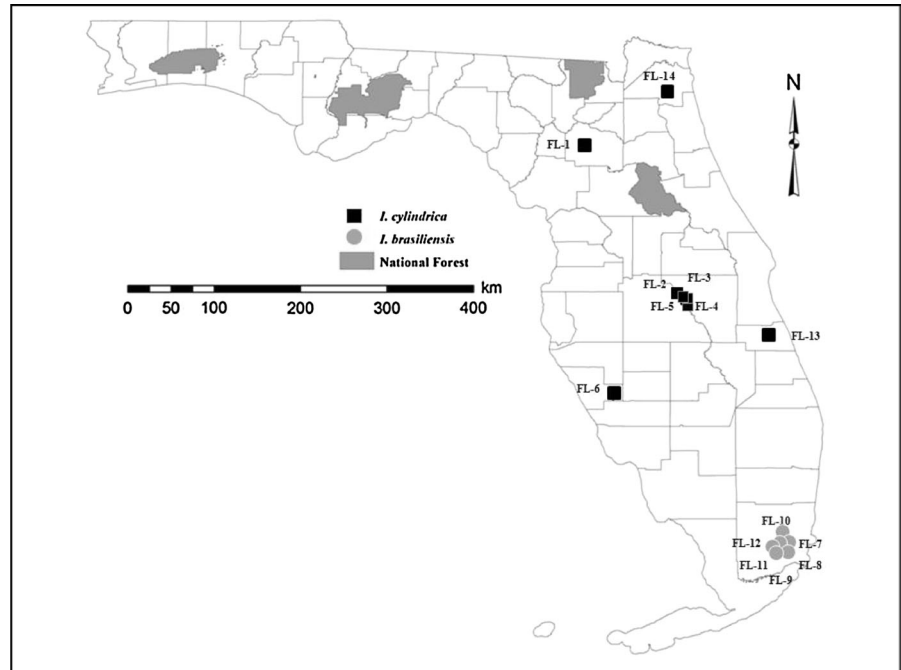 FL-14
N
FL-1
I. cylindrica
I. brasiliensis
National Forest
km
0 50 100 200 300 400
FL-3
FL-2
FL-5
FL-4
FL-13
FL-6
FL-10
FL-12
FL-7
FL-11
FL-8
FL-9